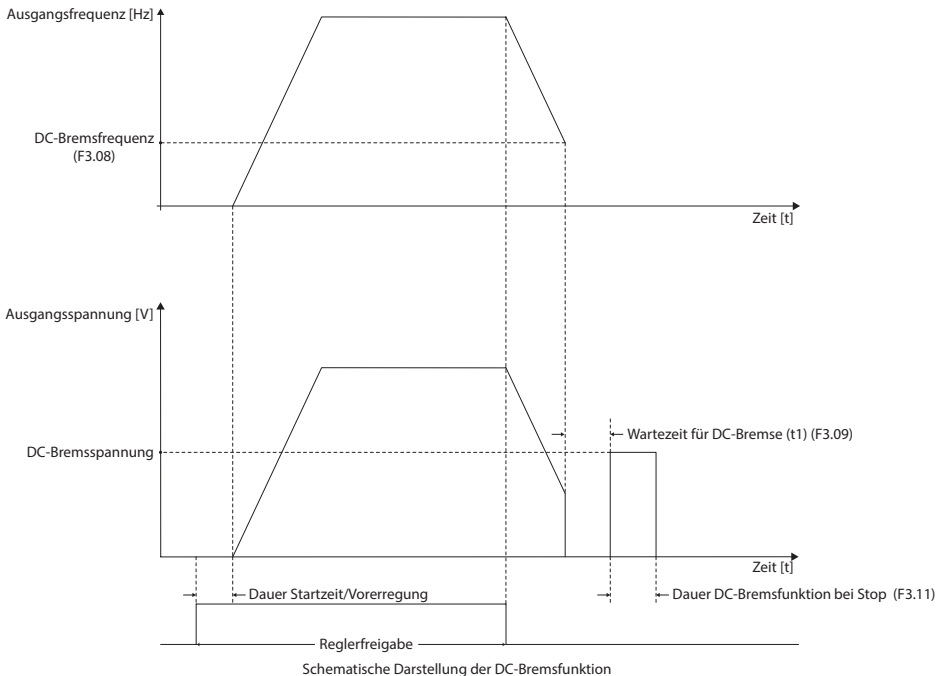 Ausgangsfrequenz [Hz]
DC-Bremsfrequenz
(F3.08)
Zeit [t]
Ausgangsspannung [V]
Wartezeit für DC-Bremse (t1) (F3.09)
DC-Bremsspannung
Zeit [t]
Dauer Startzeit/Vorerregung
Dauer DC-Bremsfunktion bei Stop (F3.11)
Reglerfreigabe
Schematische Darstellung der DC-Bremsfunktion